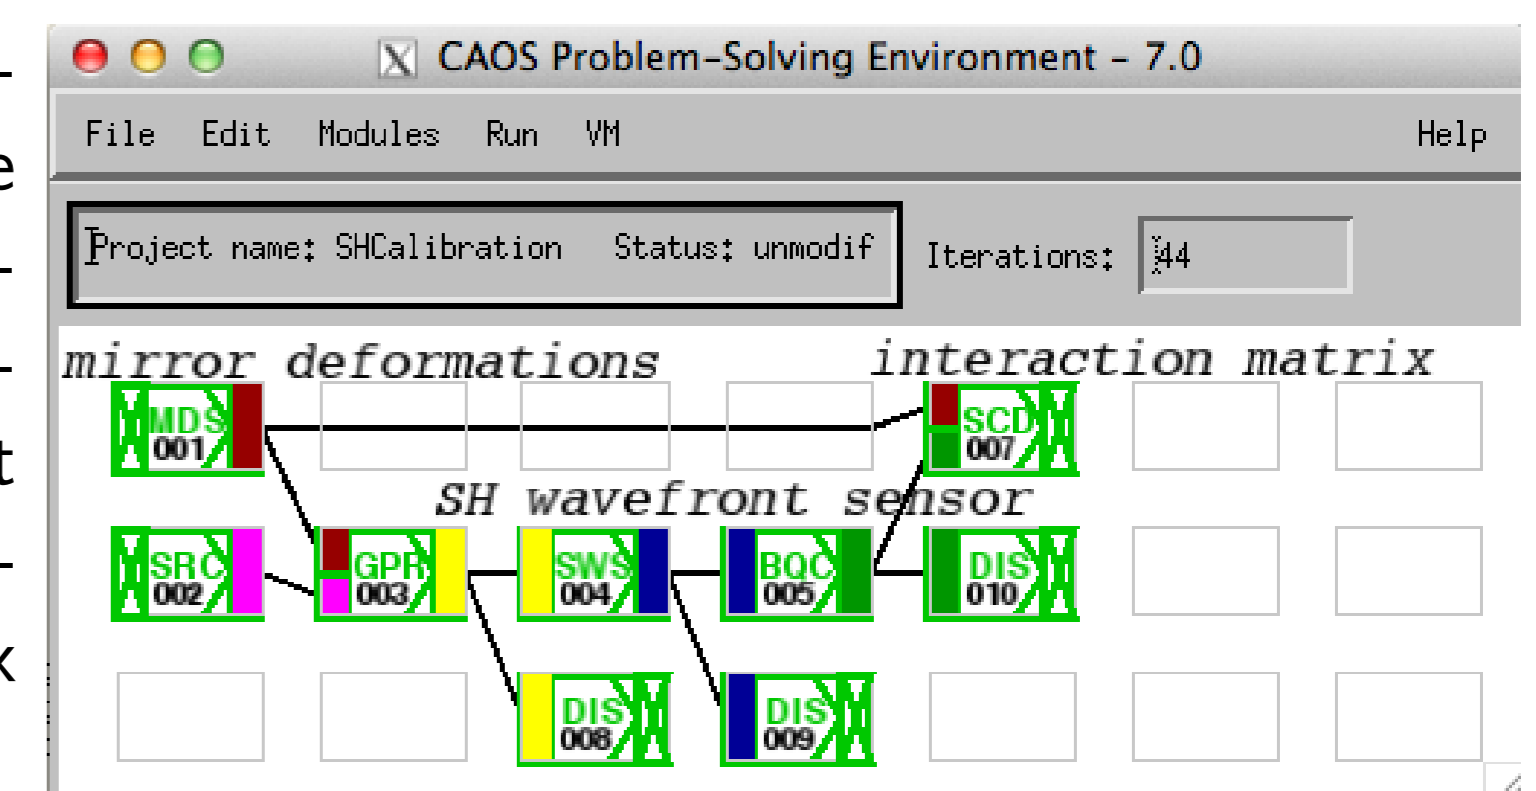 CAOS Problem-Solving Environment - 7.0
File Edit Modules Run VM Help
Project name: SHCalibration Status: unmodif Iterations: 44
mirror deformations interaction matrix
MDS SCD
001 007
SH wavefront sensor
SRC GPR SWS BQC DIS
002 003 004 005 010
DIS DIS
008 009